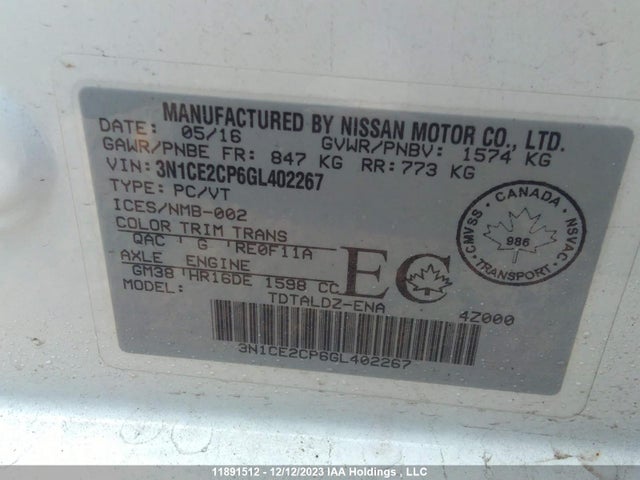 MANUFACTURED BY NISSAN MOTOR CO., LTD.
DATE: 05/16 GVWR/PNBV: 1574 KG
GAWR/PNBE FR: 847 KG RR: 773 KG
VIN: 3N1CE2CP6GL402267
TYPE: PC/VT
ICES/NMB-002
COLOR TRIM TRANS
QAC G RE0F11A
AXLE ENGINE
GM38 HR16DE 1598 CC
MODEL: TDTALDZ-ENA
EC
4Z000
3N1CE2CP6GL402267
CANADA
CMVSS
NSVAC
986
TRANSPORT
11891512 - 12/12/2023 IAA Holdings , LLC